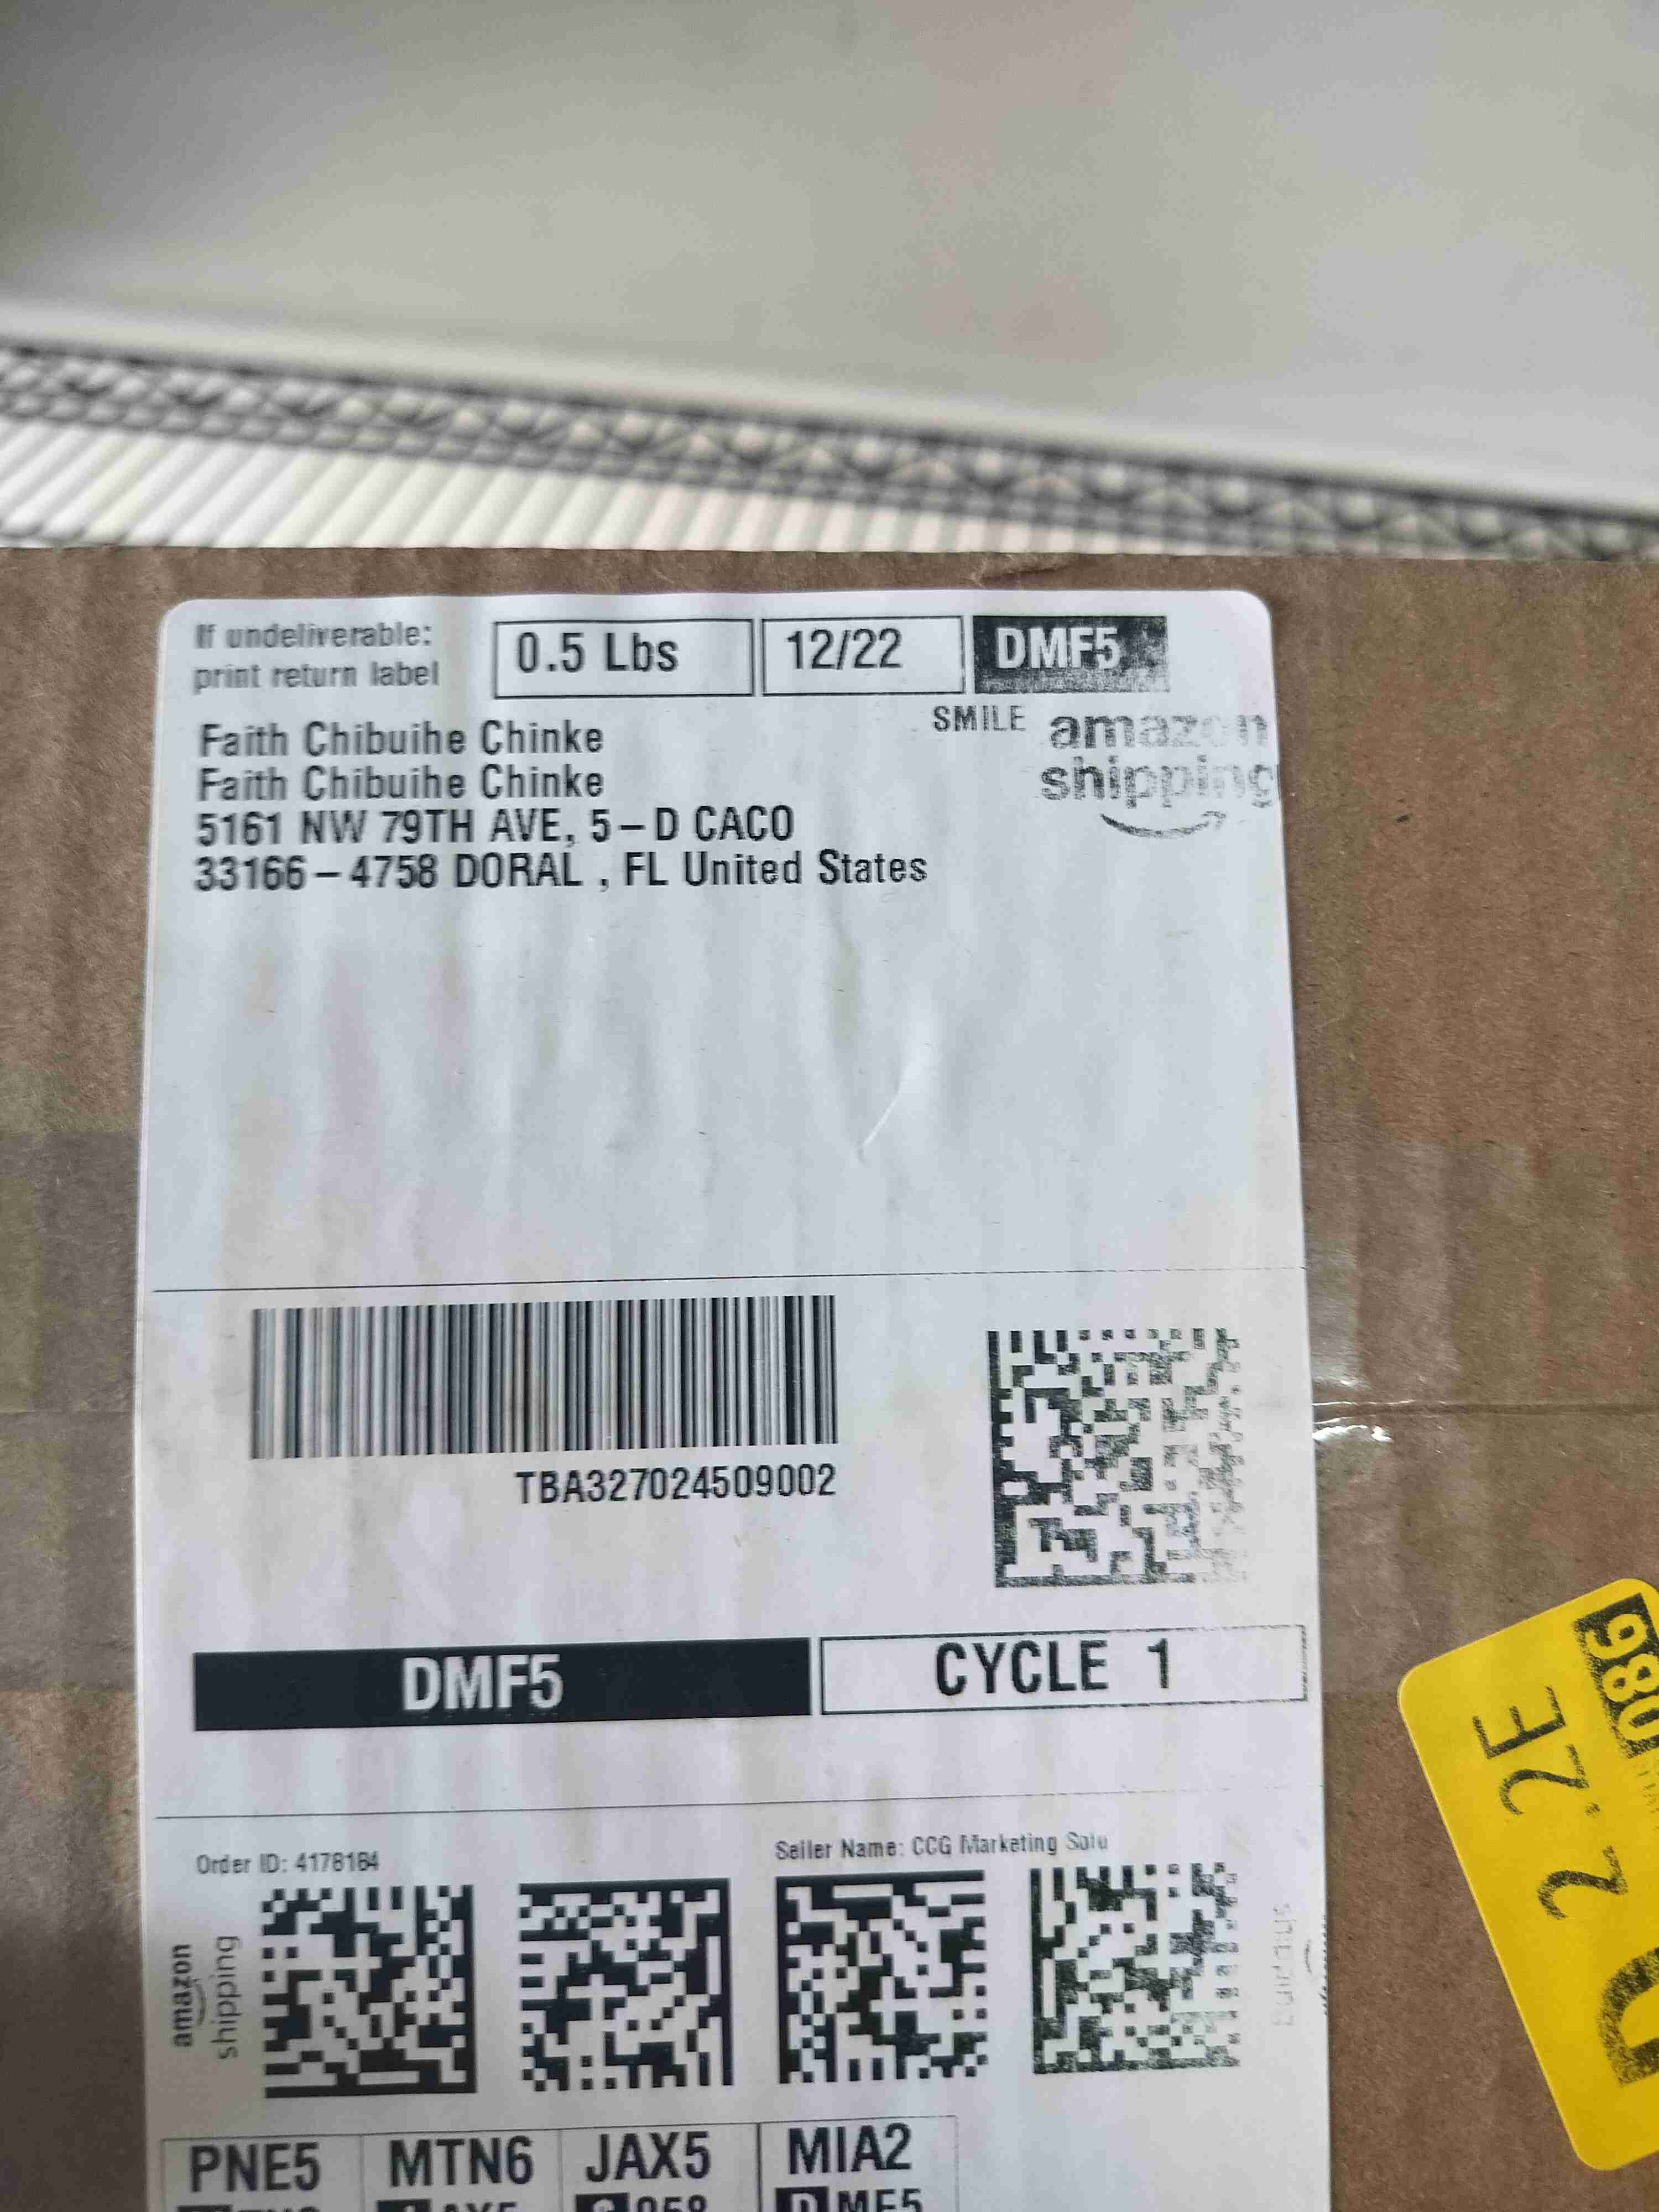 If undeliverable:
print return label
0.5 Lbs
12/22
DMF5
SMILE
amazon
shipping
Faith Chibuihe Chinke
Faith Chibuihe Chinke
5161 NW 79TH AVE, 5-D CACO
33166-4758 DORAL , FL United States
TBA327024509002
DMF5
CYCLE 1
Order ID: 4178184
Seller Name: CCG Marketing Solu
amazon
shipping
PNE5
MTN6
JAX5
MIA2
086
2.2E
D